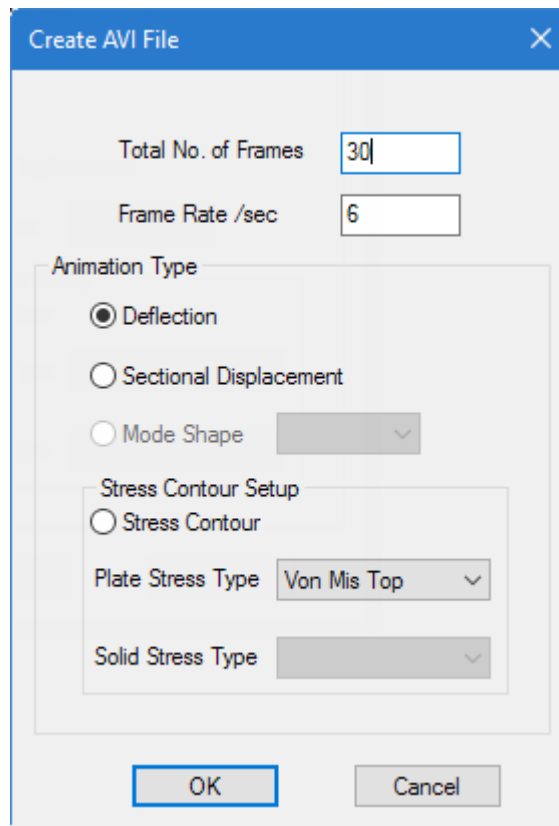 Create AVI File
Total No. of Frames 30
Frame Rate /sec 6
Animation Type
Deflection
Sectional Displacement
Mode Shape
Stress Contour Setup
Stress Contour
Plate Stress Type Von Mis Top
Solid Stress Type
OK Cancel